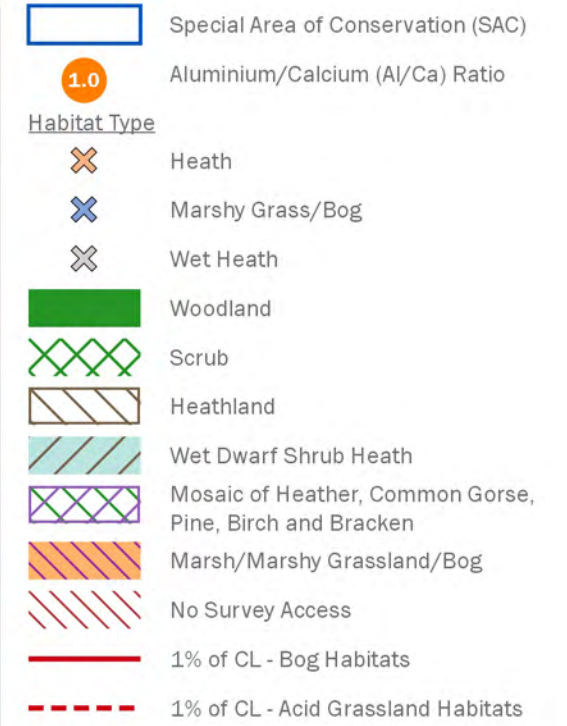 Special Area of Conservation (SAC)
1.0
Aluminium/Calcium (Al/Ca) Ratio
Habitat Type
Heath
Marshy Grass/Bog
Wet Heath
Woodland
Scrub
Heathland
Wet Dwarf Shrub Heath
Mosaic of Heather, Common Gorse,
Pine, Birch and Bracken
Marsh/Marshy Grassland/Bog
No Survey Access
1% of CL - Bog Habitats
1% of CL - Acid Grassland Habitats